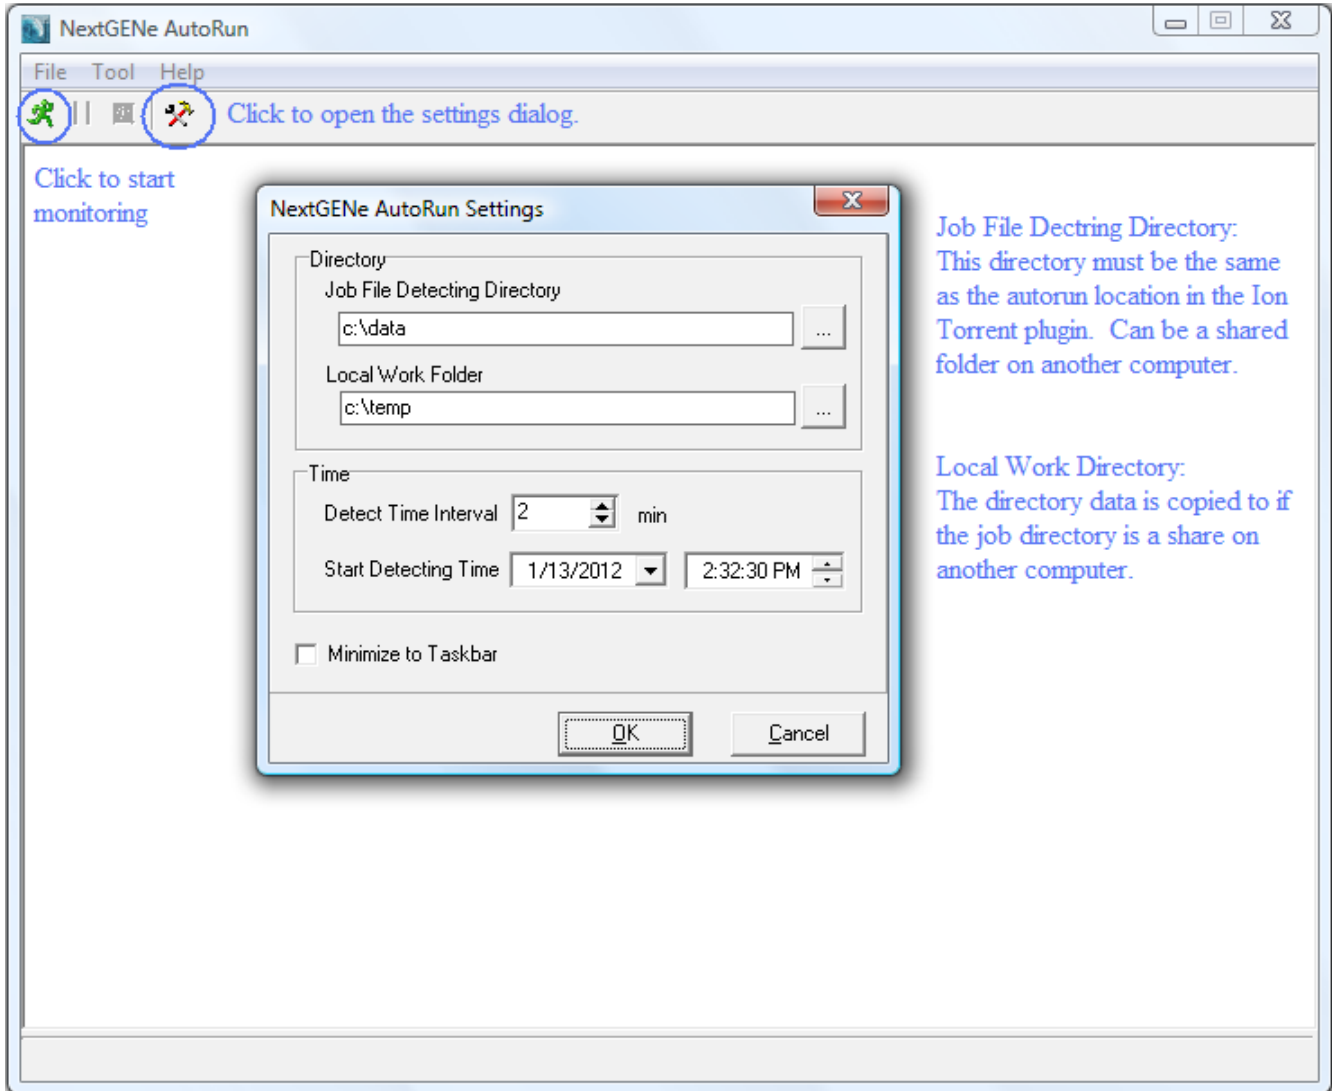 NextGENe AutoRun
File Tool Help
Click to open the settings dialog.
Click to start
monitoring
NextGENe AutoRun Settings
Directory
Job File Detecting Directory
c:\data
...
Local Work Folder
c:\temp
...
Time
Detect Time Interval 2 min
Start Detecting Time 1/13/2012 2:32:30 PM
Minimize to Taskbar
OK Cancel
Job File Dectring Directory:
This directory must be the same
as the autorun location in the Ion
Torrent plugin. Can be a shared
folder on another computer.
Local Work Directory:
The directory data is copied to if
the job directory is a share on
another computer.